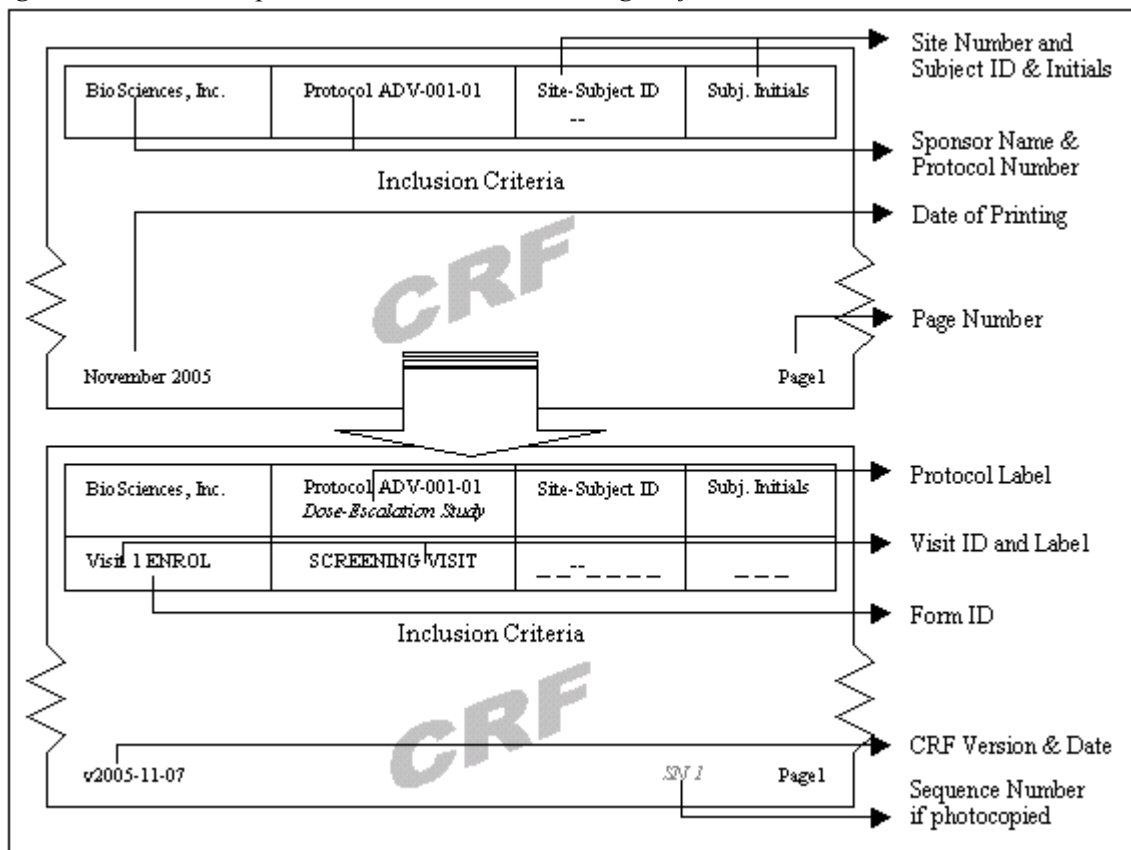 Site Number and
Subject ID & Initials
BioSciences, Inc.
Protocol ADV-001-01
Site-Subject ID
Subj. Initials
--
Sponsor Name &
Protocol Number
Inclusion Criteria
Date of Printing
CRF
Page Number
November 2005
Page1
BioSciences, Inc.
Protocol ADV-001-01
Dose-Escalation Study
Site-Subject ID
Subj. Initials
Protocol Label
Visit 1 ENROL
SCREENING VISIT
_ _--_ _ _ _
_ _ _
Visit ID and Label
Form ID
Inclusion Criteria
CRF
CRF Version & Date
v2005-11-07
SN 1
Page1
Sequence Number
if photocopied